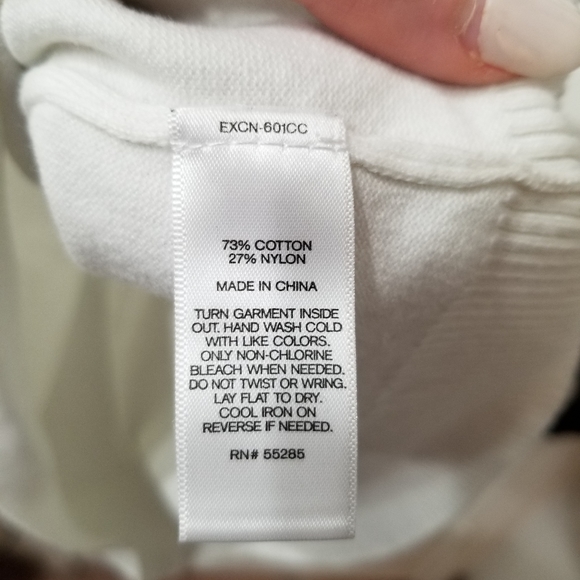 EXCN-601CC
73% COTTON
27% NYLON
MADE IN CHINA
TURN GARMENT INSIDE
OUT. HAND WASH COLD
WITH LIKE COLORS.
ONLY NON-CHLORINE
BLEACH WHEN NEEDED.
DO NOT TWIST OR WRING.
LAY FLAT TO DRY.
COOL IRON ON
REVERSE IF NEEDED.
RN# 55285